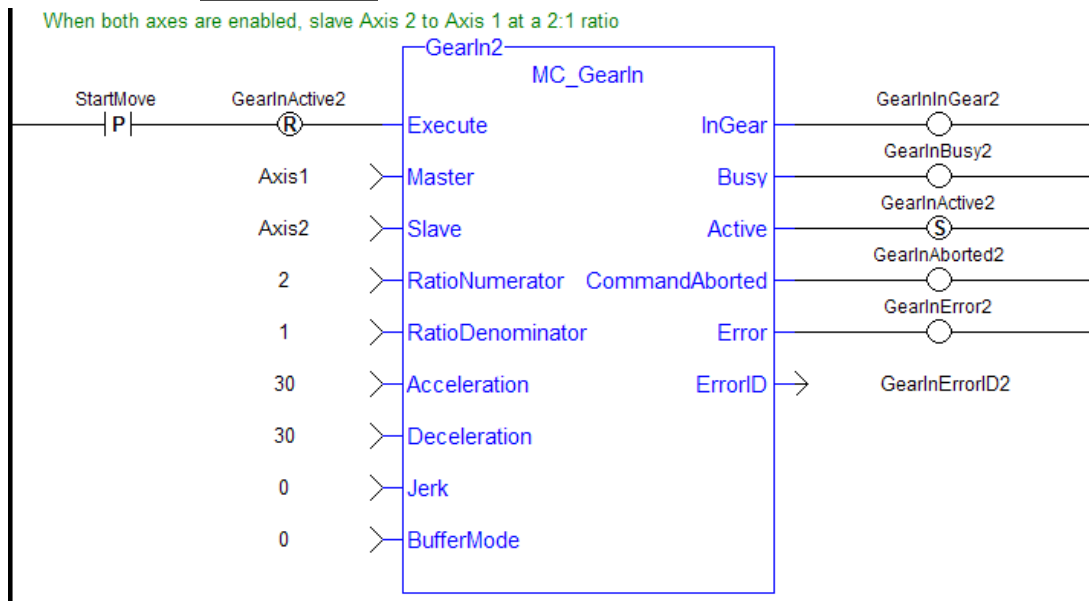 When both axes are enabled, slave Axis 2 to Axis 1 at a 2:1 ratio
GearIn2
MC_GearIn
StartMove GearInActive2 GearInInGear2
P R Execute InGear
GearInBusy2
Axis1 Master Busy
GearInActive2
Axis2 Slave Active S
GearInAborted2
2 RatioNumerator CommandAborted
GearInError2
1 RatioDenominator Error
30 Acceleration ErrorID GearInErrorID2
30 Deceleration
0 Jerk
0 BufferMode